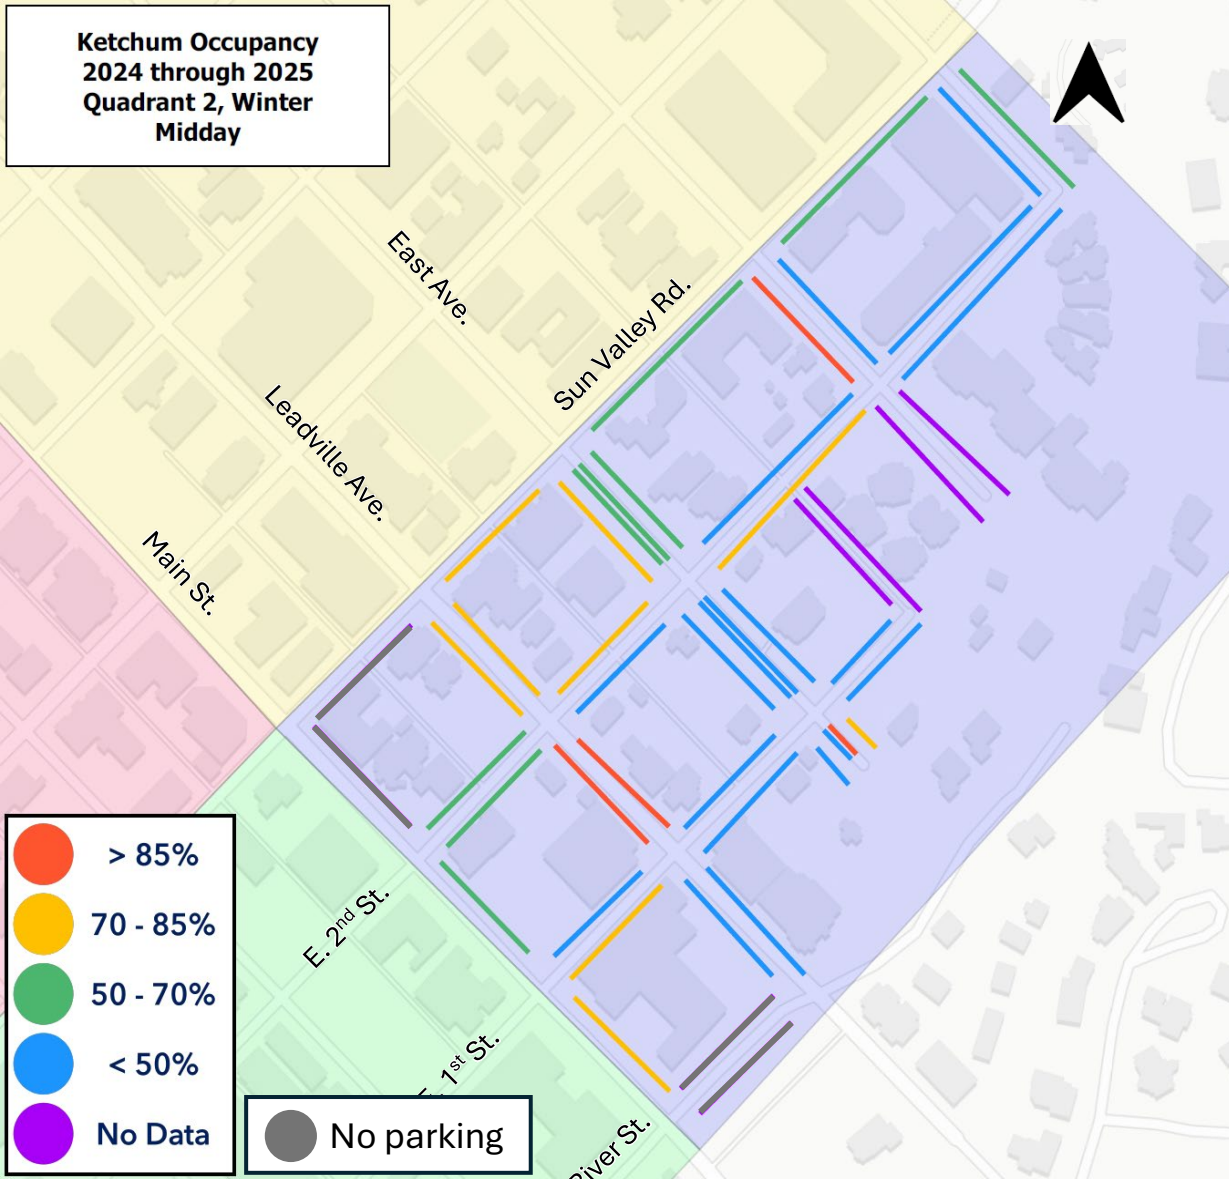 Ketchum Occupancy
2024 through 2025
Quadrant 2, Winter
Midday
East Ave.
Sun Valley Rd.
Leadville Ave.
Main St.
E. 2nd St.
1st St.
River St.
> 85%
70 - 85%
50 - 70%
< 50%
No Data
No parking